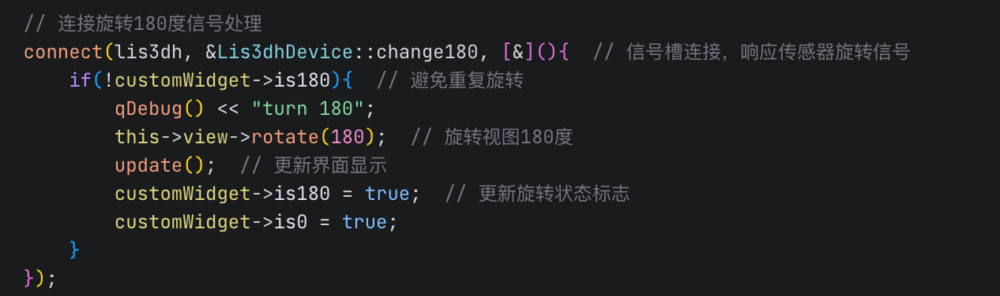 // 连接旋转180度信号处理
connect(lis3dh, &Lis3dhDevice::change180, [&](){  // 信号槽连接，响应传感器旋转信号
    if(!customWidget->is180){  // 避免重复旋转
        qDebug() << "turn 180";
        this->view->rotate(180);  // 旋转视图180度
        update();  // 更新界面显示
        customWidget->is180 = true;  // 更新旋转状态标志
        customWidget->is0 = true;
    }
});